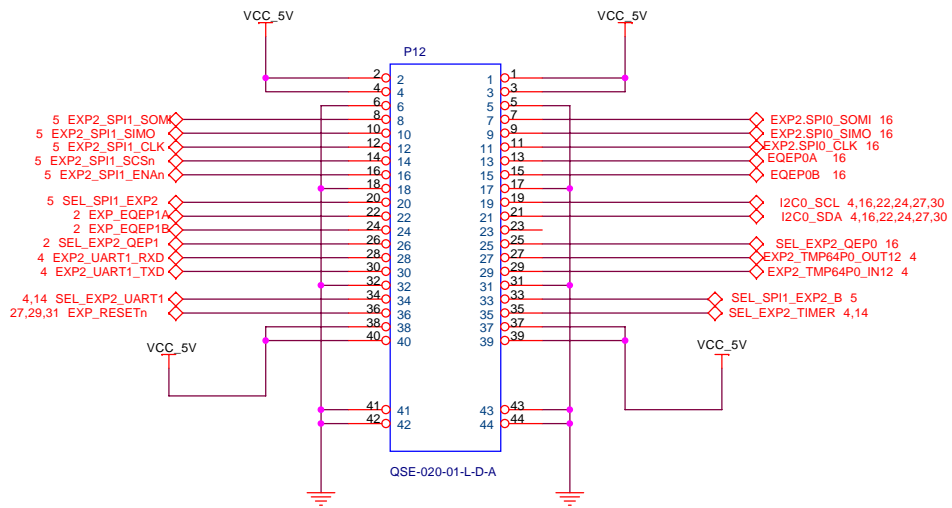 VCC_5V VCC_5V
P12
2 2 1 1
4 4 3 3
6 6 5 5
5 EXP2_SPI1_SOMI 8 8 7 7 EXP2.SPI0_SOMI 16
5 EXP2_SPI1_SIMO 10 10 9 9 EXP2.SPI0_SIMO 16
5 EXP2_SPI1_CLK 12 12 11 11 EXP2.SPI0_CLK 16
5 EXP2_SPI1_SCSn 14 14 13 13 EQEP0A 16
5 EXP2_SPI1_ENAn 16 16 15 15 EQEP0B 16
18 18 17 17
5 SEL_SPI1_EXP2 20 20 19 19 I2C0_SCL 4,16,22,24,27,30
2 EXP_EQEP1A 22 22 21 21 I2C0_SDA 4,16,22,24,27,30
2 EXP_EQEP1B 24 24 23 23
2 SEL_EXP2_QEP1 26 26 25 25 SEL_EXP2_QEP0 16
4 EXP2_UART1_RXD 28 28 27 27 EXP2_TMP64P0_OUT12 4
4 EXP2_UART1_TXD 30 30 29 29 EXP2_TMP64P0_IN12 4
32 32 31 31
4,14 SEL_EXP2_UART1 34 34 33 33 SEL_SPI1_EXP2_B 5
27,29,31 EXP_RESETn 36 36 35 35 SEL_EXP2_TIMER 4,14
38 38 37 37
40 40 39 39
VCC_5V VCC_5V
41 41 43 43
42 42 44 44
QSE-020-01-L-D-A